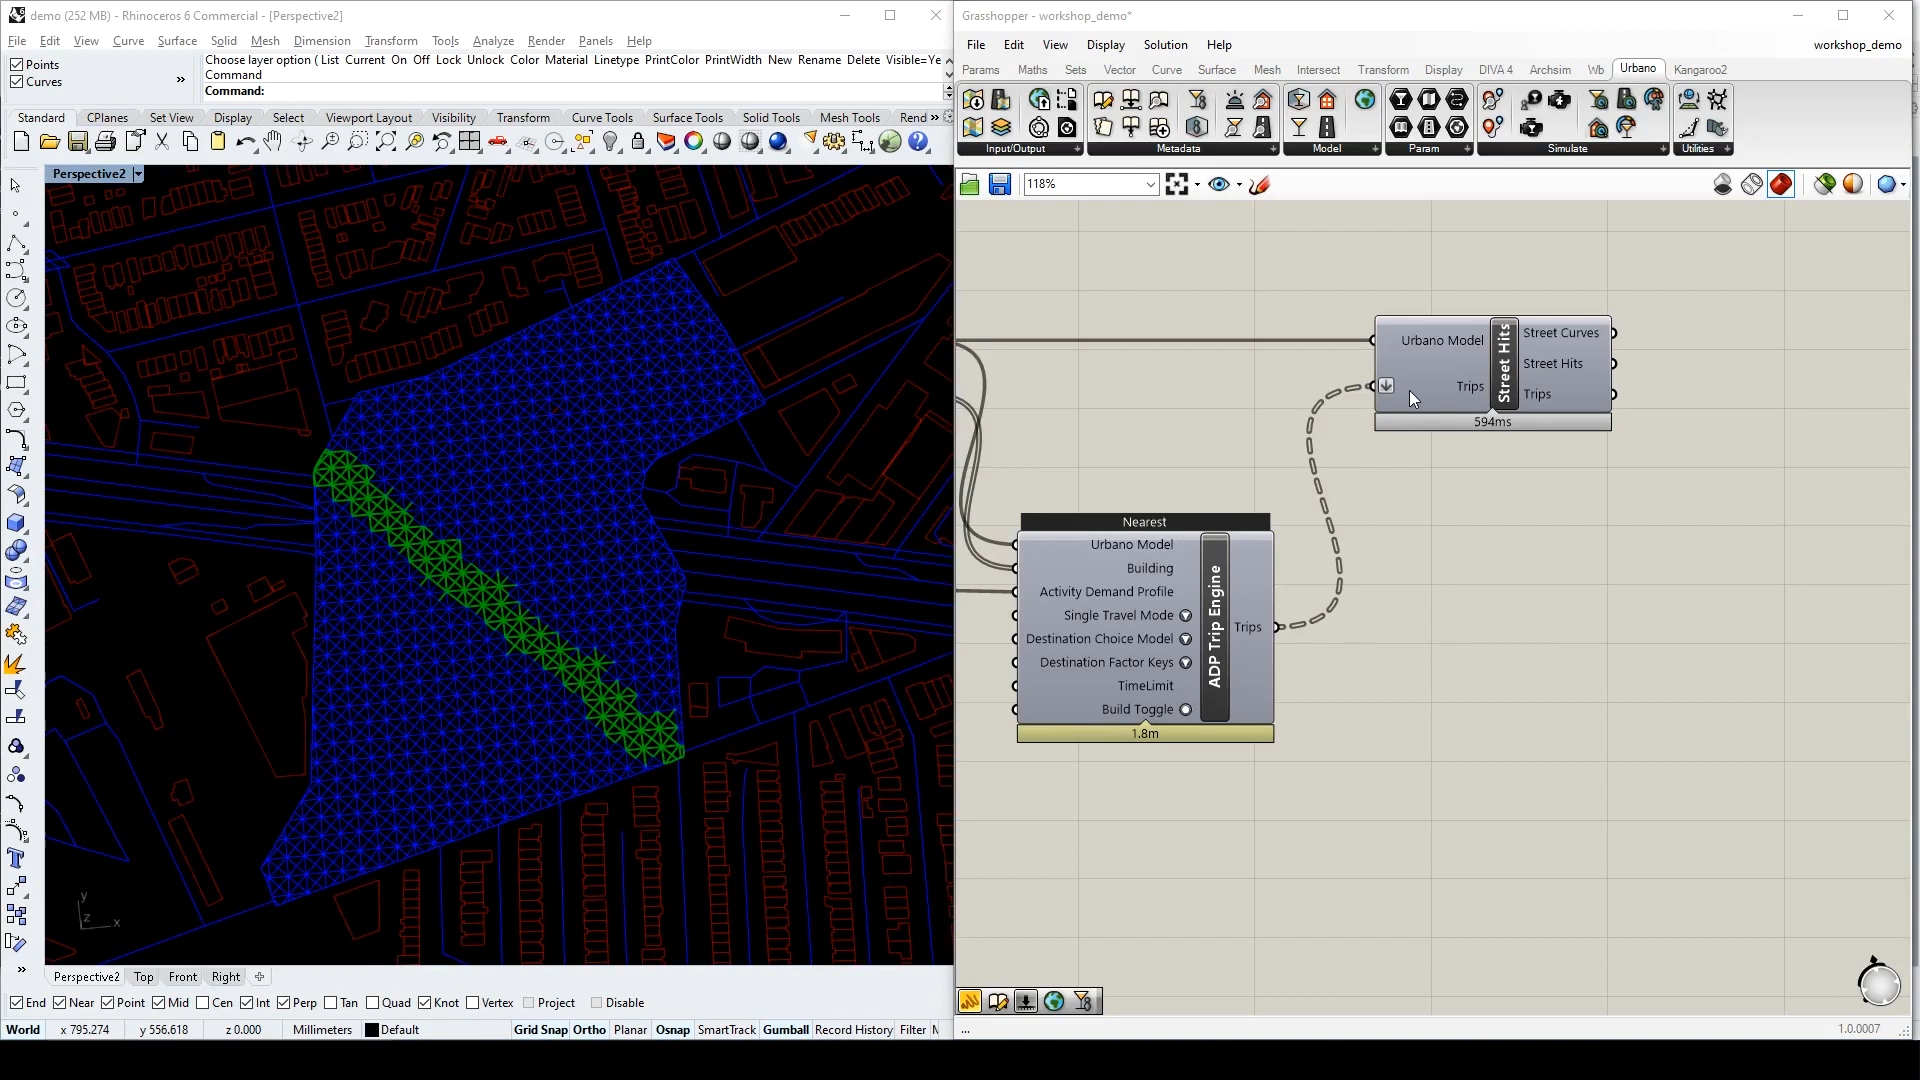 demo (252 MB) - Rhinoceros 6 Commercial - [Perspective2]
File Edit View Curve Surface Solid Mesh Dimension Transform Tools Analyze Render Panels Help
Points
Curves
»
Choose layer option ( List Current On Off Lock Unlock Color Material Linetype PrintColor PrintWidth New Rename Delete Visible=Ye
Command
Command:
Standard CPlanes Set View Display Select Viewport Layout Visibility Transform Curve Tools Surface Tools Solid Tools Mesh Tools Rend »
Perspective2
y
z x
Perspective2 Top Front Right
End Near Point Mid Cen Int Perp Tan Quad Knot Vertex Project Disable
World x 795.274 y 556.618 z 0.000 Millimeters Default Grid Snap Ortho Planar Osnap SmartTrack Gumball Record History Filter M
Grasshopper - workshop_demo*
File Edit View Display Solution Help workshop_demo
Params Maths Sets Vector Curve Surface Mesh Intersect Transform Display DIVA 4 Archsim Wb Urbano Kangaroo2
Input/Output Metadata Model Param Simulate Utilities
118%
Urbano Model
Trips
Street Hits
Street Curves
Street Hits
Trips
594ms
Nearest
Urbano Model
Building
Activity Demand Profile
Single Travel Mode
Destination Choice Model
Destination Factor Keys
TimeLimit
Build Toggle
ADP Trip Engine
Trips
1.8m
... 1.0.0007